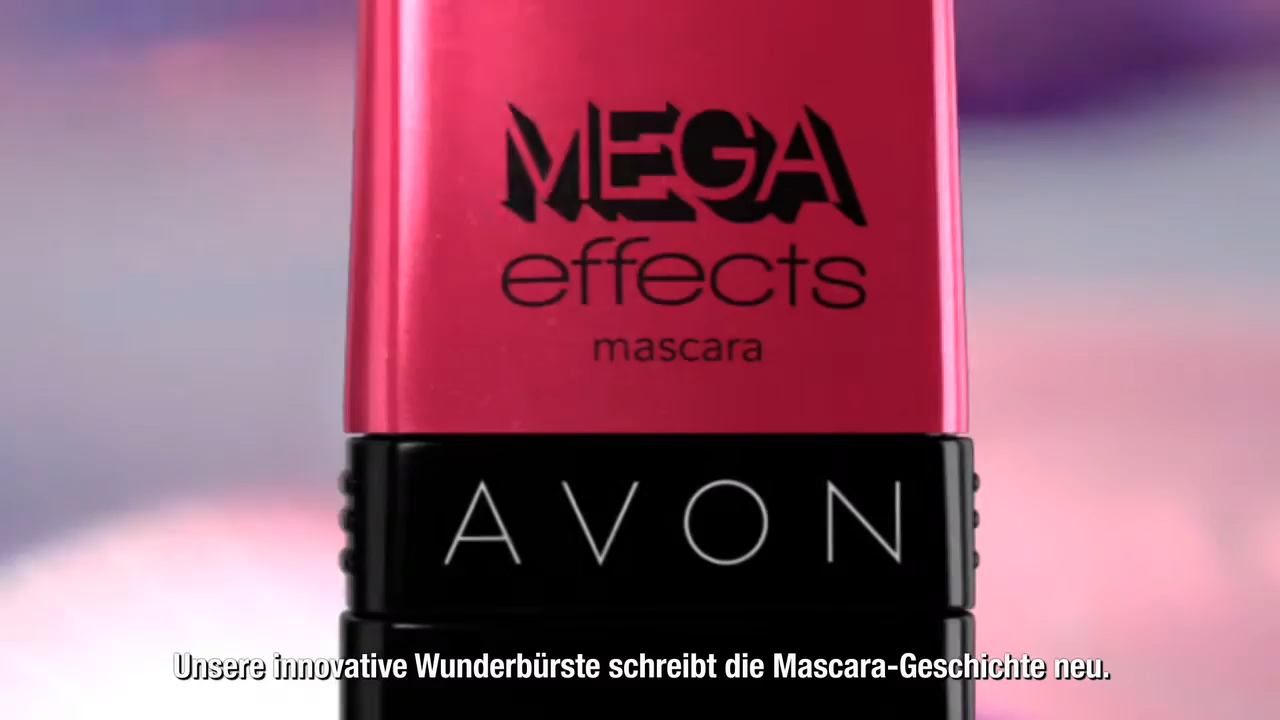 MEGA
effects
mascara
AVON
Unsere innovative Wunderbürste schreibt die Mascara-Geschichte neu.